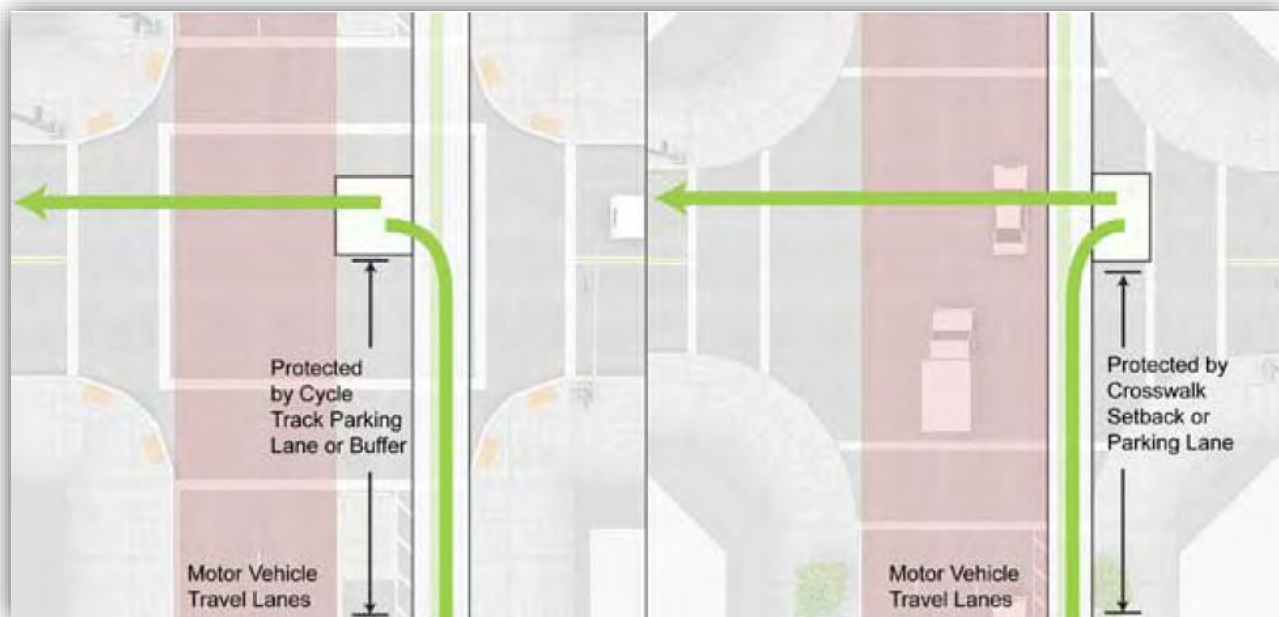 Protected
by Cycle
Track Parking
Lane or Buffer
Motor Vehicle
Travel Lanes
Protected by
Crosswalk
Setback or
Parking Lane
Motor Vehicle
Travel Lanes